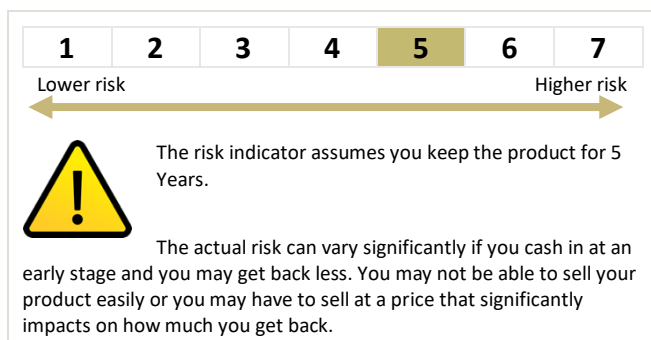 1 2 3 4 5 6 7
Lower risk Higher risk
The risk indicator assumes you keep the product for 5
Years.
The actual risk can vary significantly if you cash in at an
early stage and you may get back less. You may not be able to sell your
product easily or you may have to sell at a price that significantly
impacts on how much you get back.